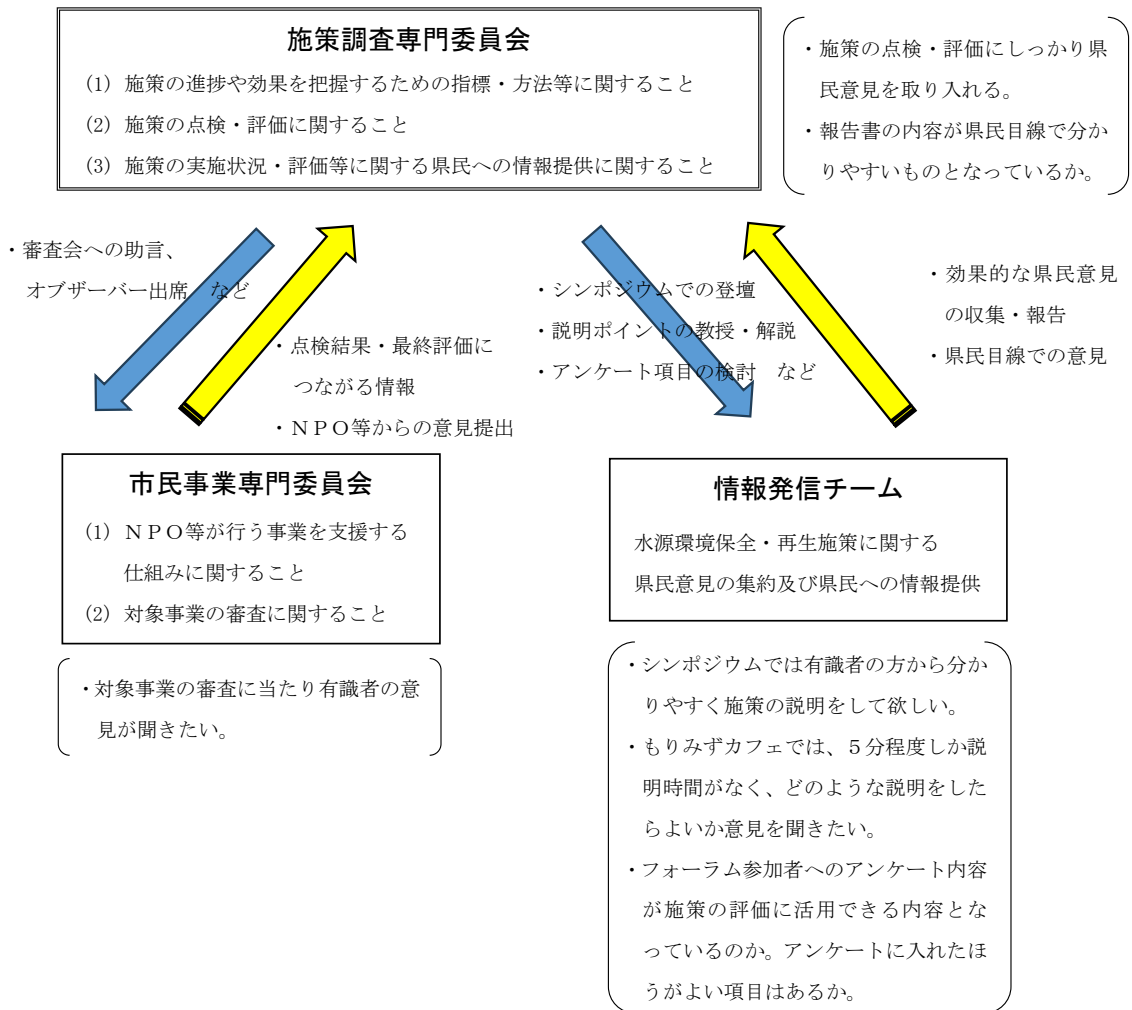 施策調査専門委員会
(1) 施策の進捗や効果を把握するための指標・方法等に関すること
(2) 施策の点検・評価に関すること
(3) 施策の実施状況・評価等に関する県民への情報提供に関すること
・施策の点検・評価にしっかり県
民意見を取り入れる。
・報告書の内容が県民目線で分か
りやすいものとなっているか。
・審査会への助言、
オブザーバー出席　など
・点検結果・最終評価に
つながる情報
・ＮＰＯ等からの意見提出
・シンポジウムでの登壇
・説明ポイントの教授・解説
・アンケート項目の検討　など
・効果的な県民意見
の収集・報告
・県民目線での意見
市民事業専門委員会
(1) ＮＰＯ等が行う事業を支援する
仕組みに関すること
(2) 対象事業の審査に関すること
・対象事業の審査に当たり有識者の意
見が聞きたい。
情報発信チーム
水源環境保全・再生施策に関する
県民意見の集約及び県民への情報提供
・シンポジウムでは有識者の方から分か
りやすく施策の説明をして欲しい。
・もりみずカフェでは、５分程度しか説
明時間がなく、どのような説明をした
らよいか意見を聞きたい。
・フォーラム参加者へのアンケート内容
が施策の評価に活用できる内容とな
っているのか。アンケートに入れたほ
うがよい項目はあるか。